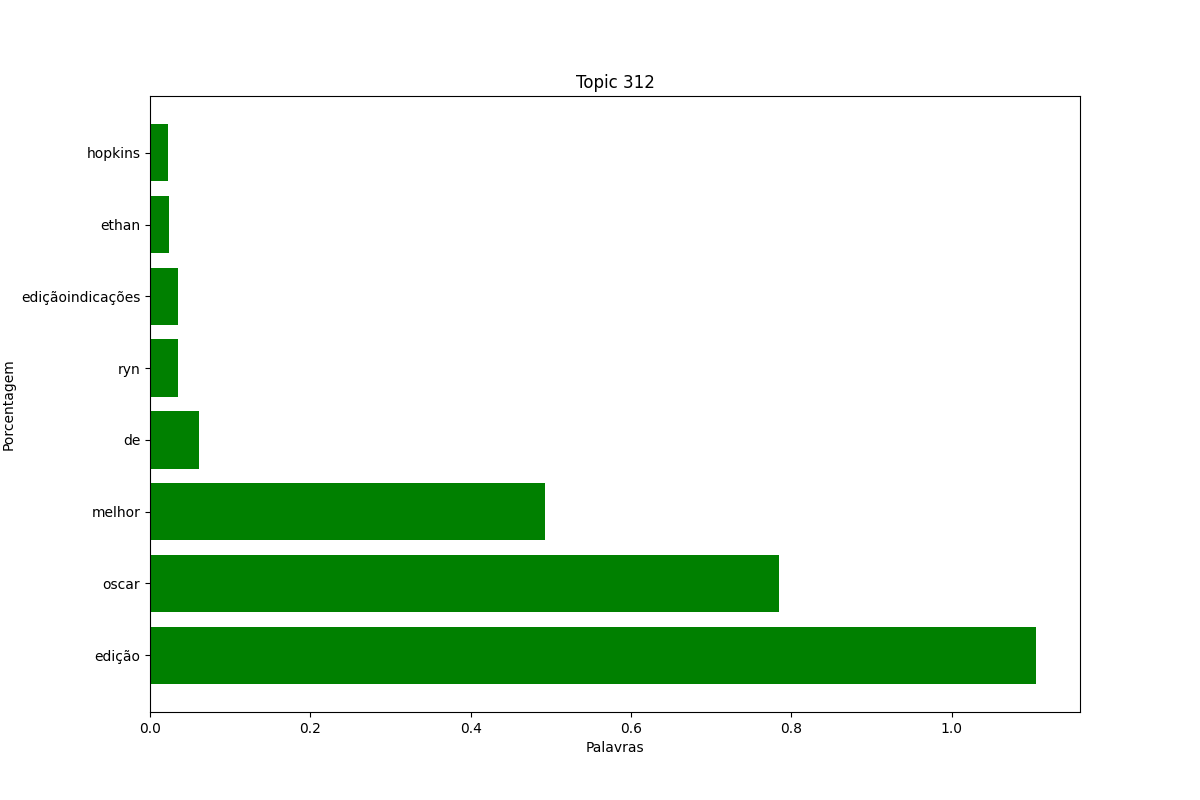 Topic 312
hopkins
ethan
ediçãoindicações
ryn
de
melhor
oscar
edição
Porcentagem
0.0 0.2 0.4 0.6 0.8 1.0
Palavras